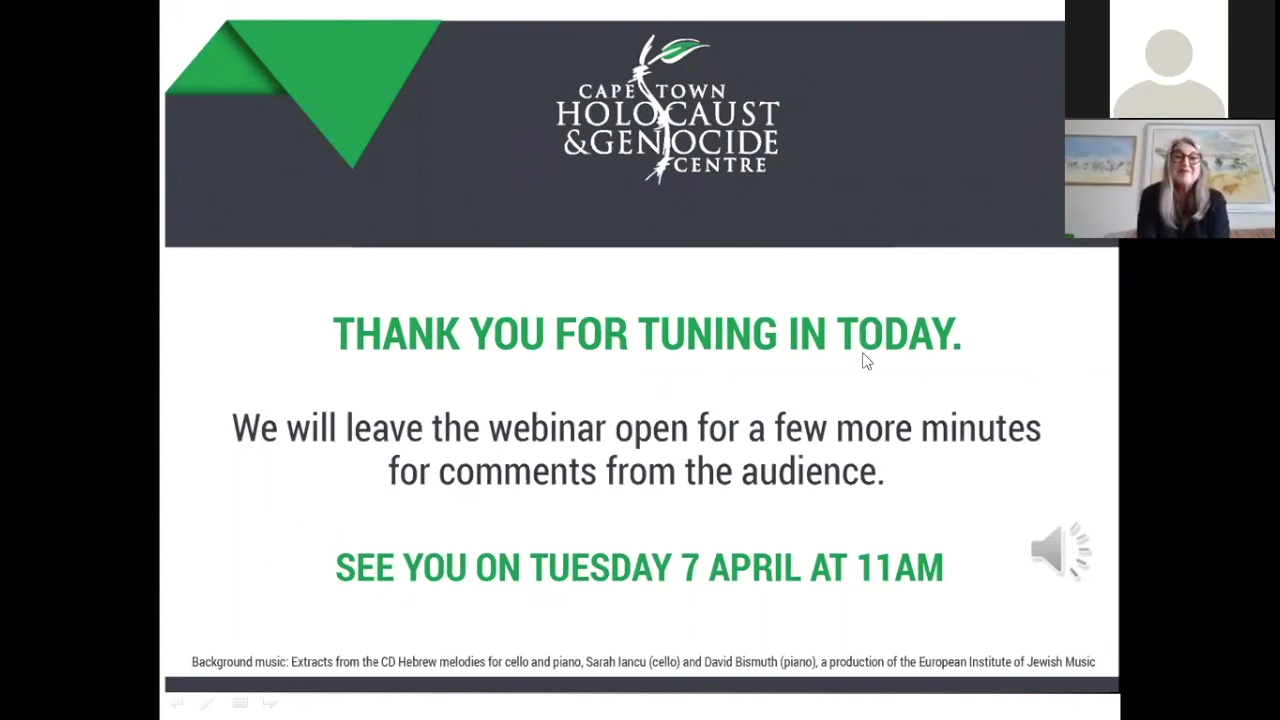 CAPE TOWN
HOLOCAUST
&GENOCIDE
CENTRE
THANK YOU FOR TUNING IN TODAY.
We will leave the webinar open for a few more minutes
for comments from the audience.
SEE YOU ON TUESDAY 7 APRIL AT 11AM
Background music: Extracts from the CD Hebrew melodies for cello and piano, Sarah Iancu (cello) and David Bismuth (piano), a production of the European Institute of Jewish Music